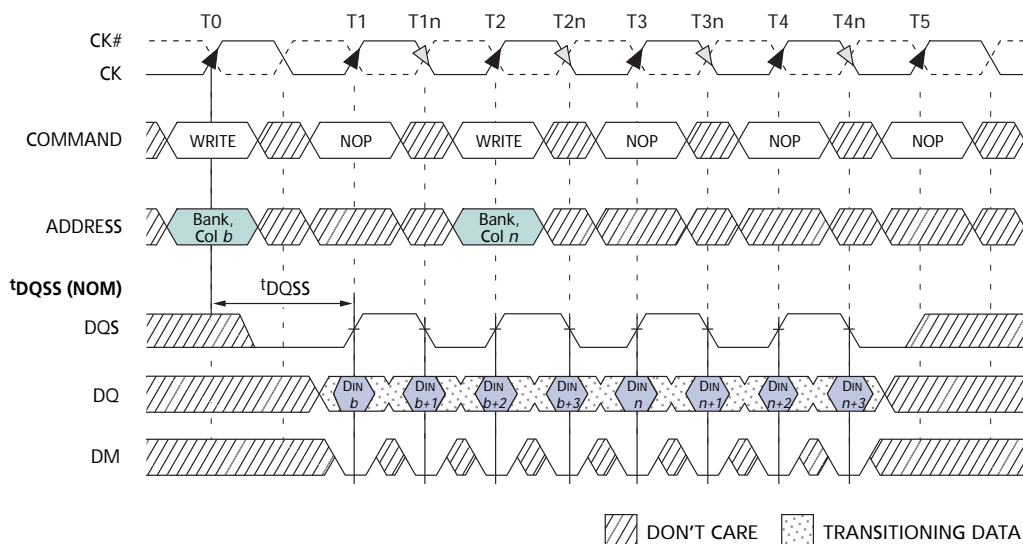 T0 T1 T1n T2 T2n T3 T3n T4 T4n T5
CK#
CK
COMMAND WRITE NOP WRITE NOP NOP NOP
ADDRESS Bank, Col b Bank, Col n
tDQSS (NOM) tDQSS
DQS
DQ DIN b DIN b+1 DIN b+2 DIN b+3 DIN n DIN n+1 DIN n+2 DIN n+3
DM
DON'T CARE TRANSITIONING DATA